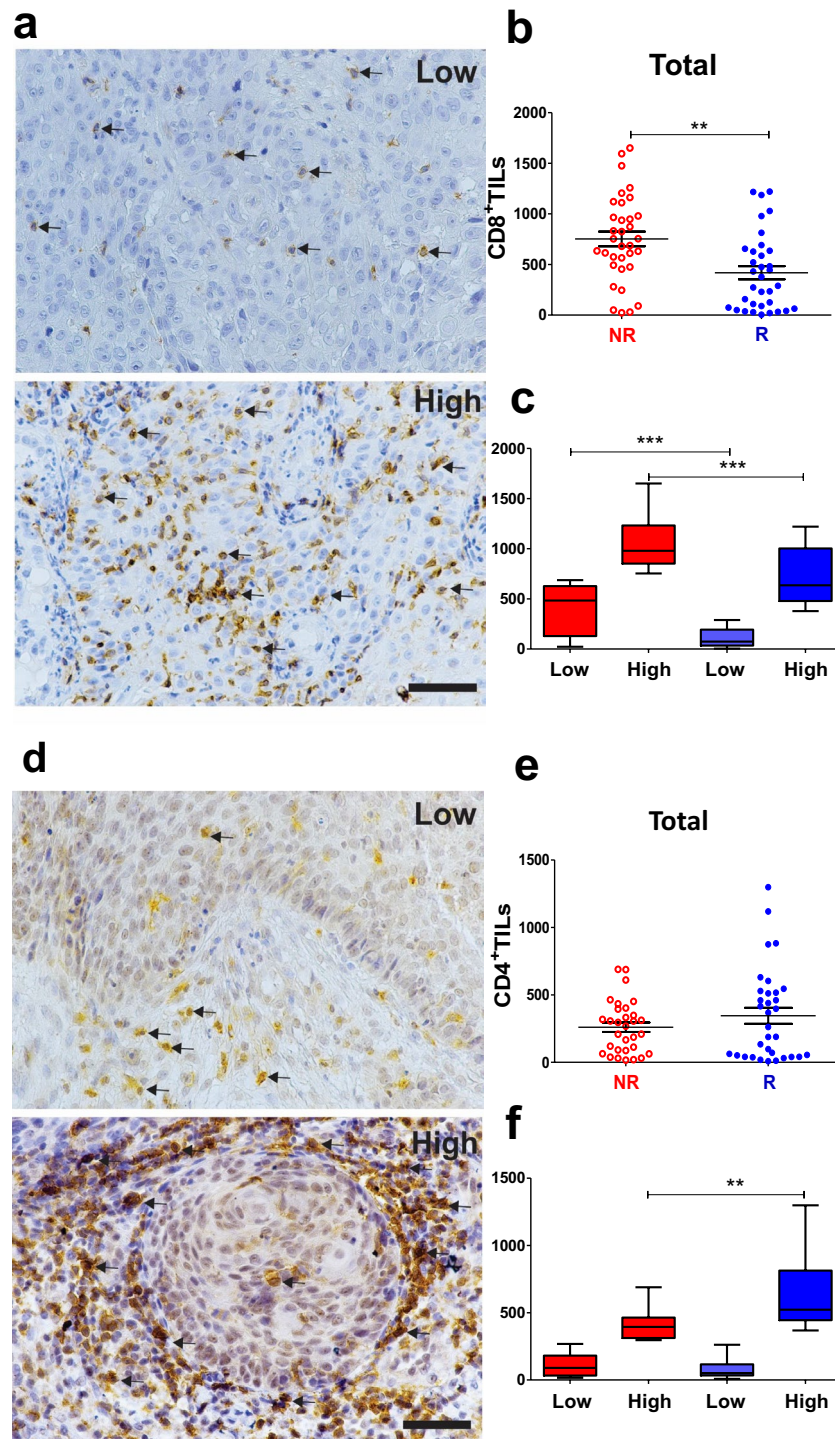 a
Low
High
b
Total
CD8+TILs
2000
1500
1000
500
0
**
NR
R
c
2000
1500
1000
500
0
***
***
Low
High
Low
High
d
Low
High
e
Total
CD4+TILs
1500
1000
500
0
NR
R
f
1500
1000
500
0
**
Low
High
Low
High